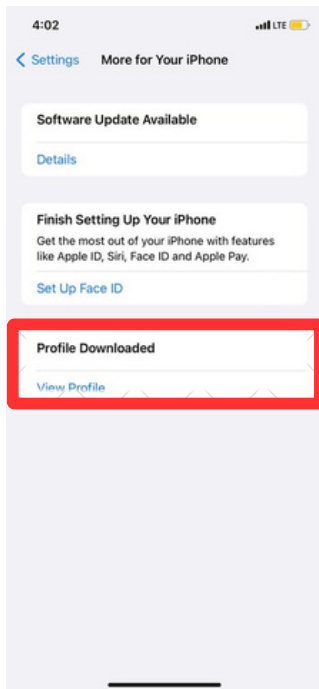 4:02
LTE
Settings
More for Your iPhone
Software Update Available
Details
Finish Setting Up Your iPhone
Get the most out of your iPhone with features
like Apple ID, Siri, Face ID and Apple Pay.
Set Up Face ID
Profile Downloaded
View Profile